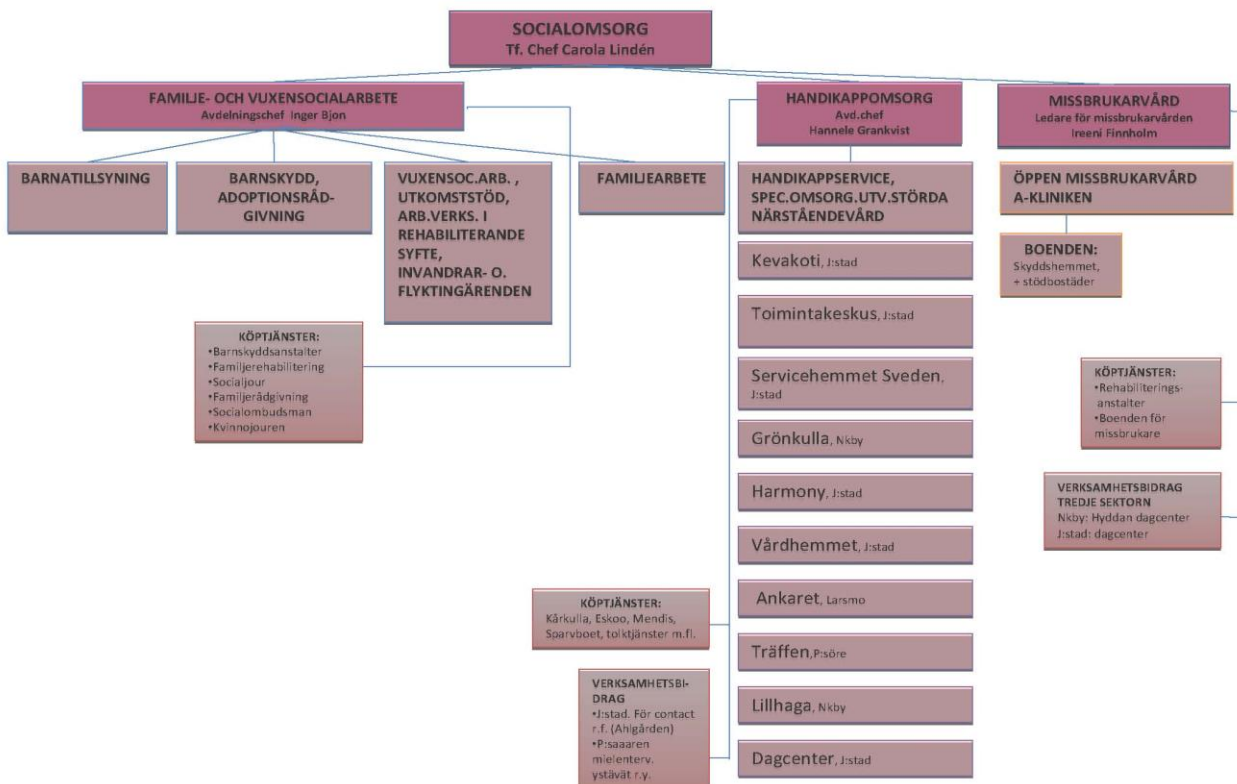 SOCIALOMSORG
Tf. Chef Carola Lindén
FAMILJE- OCH VUXENSOCIALARBETE
Avdelningschef Inger Bjon
HANDIKAPPOMSORG
Avd.chef
Hannele Grankvist
MISSBRUKARVÅRD
Ledare för missbrukarvården
Ireeni Finnholm
BARNATILLSYNING
BARNSKYDD,
ADOPTIONSRÅD-
GIVNING
VUXENSOC.ARB. ,
UTKOMSTSTÖD,
ARB.VERKS. I
REHABILITERANDE
SYFTE,
INVANDRAR- O.
FLYKTINGÄRENDEN
FAMILJEARBETE
HANDIKAPPSERVICE,
SPEC.OMSORG.UTV.STÖRDA
NÄRSTÅENDEVÅRD
ÖPPEN MISSBRUKARVÅRD
A-KLINIKEN
BOENDEN:
Skyddshemmet,
+ stödbostäder
KÖPTJÄNSTER:
•Barnskyddsanstalter
•Familjerehabilitering
•Socialjour
•Familjerådgivning
•Socialombudsman
•Kvinnojouren
Kevakoti, J:stad
Toimintakeskus, J:stad
Servicehemmet Sveden,
J:stad
Grönkulla, Nkby
Harmony, J:stad
Vårdhemmet, J:stad
Ankaret, Larsmo
Träffen,P:söre
Lillhaga, Nkby
Dagcenter, J:stad
KÖPTJÄNSTER:
•Rehabiliterings-
anstalter
•Boenden för
missbrukare
VERKSAMHETSBIDRAG
TREDJE SEKTORN
Nkby: Hyddan dagcenter
J:stad: dagcenter
KÖPTJÄNSTER:
Kårkulla, Eskoo, Mendis,
Sparvboet, tolktjänster m.fl.
VERKSAMHETSBI-
DRAG
•J:stad. För contact
r.f. (Ahlgården)
•P:saaaren
mielenterv.
ystävät r.y.